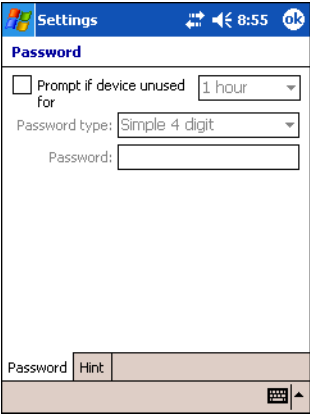 Settings 8:55 ok
Password
Prompt if device unused 1 hour
for
Password type: Simple 4 digit
Password:
Password Hint